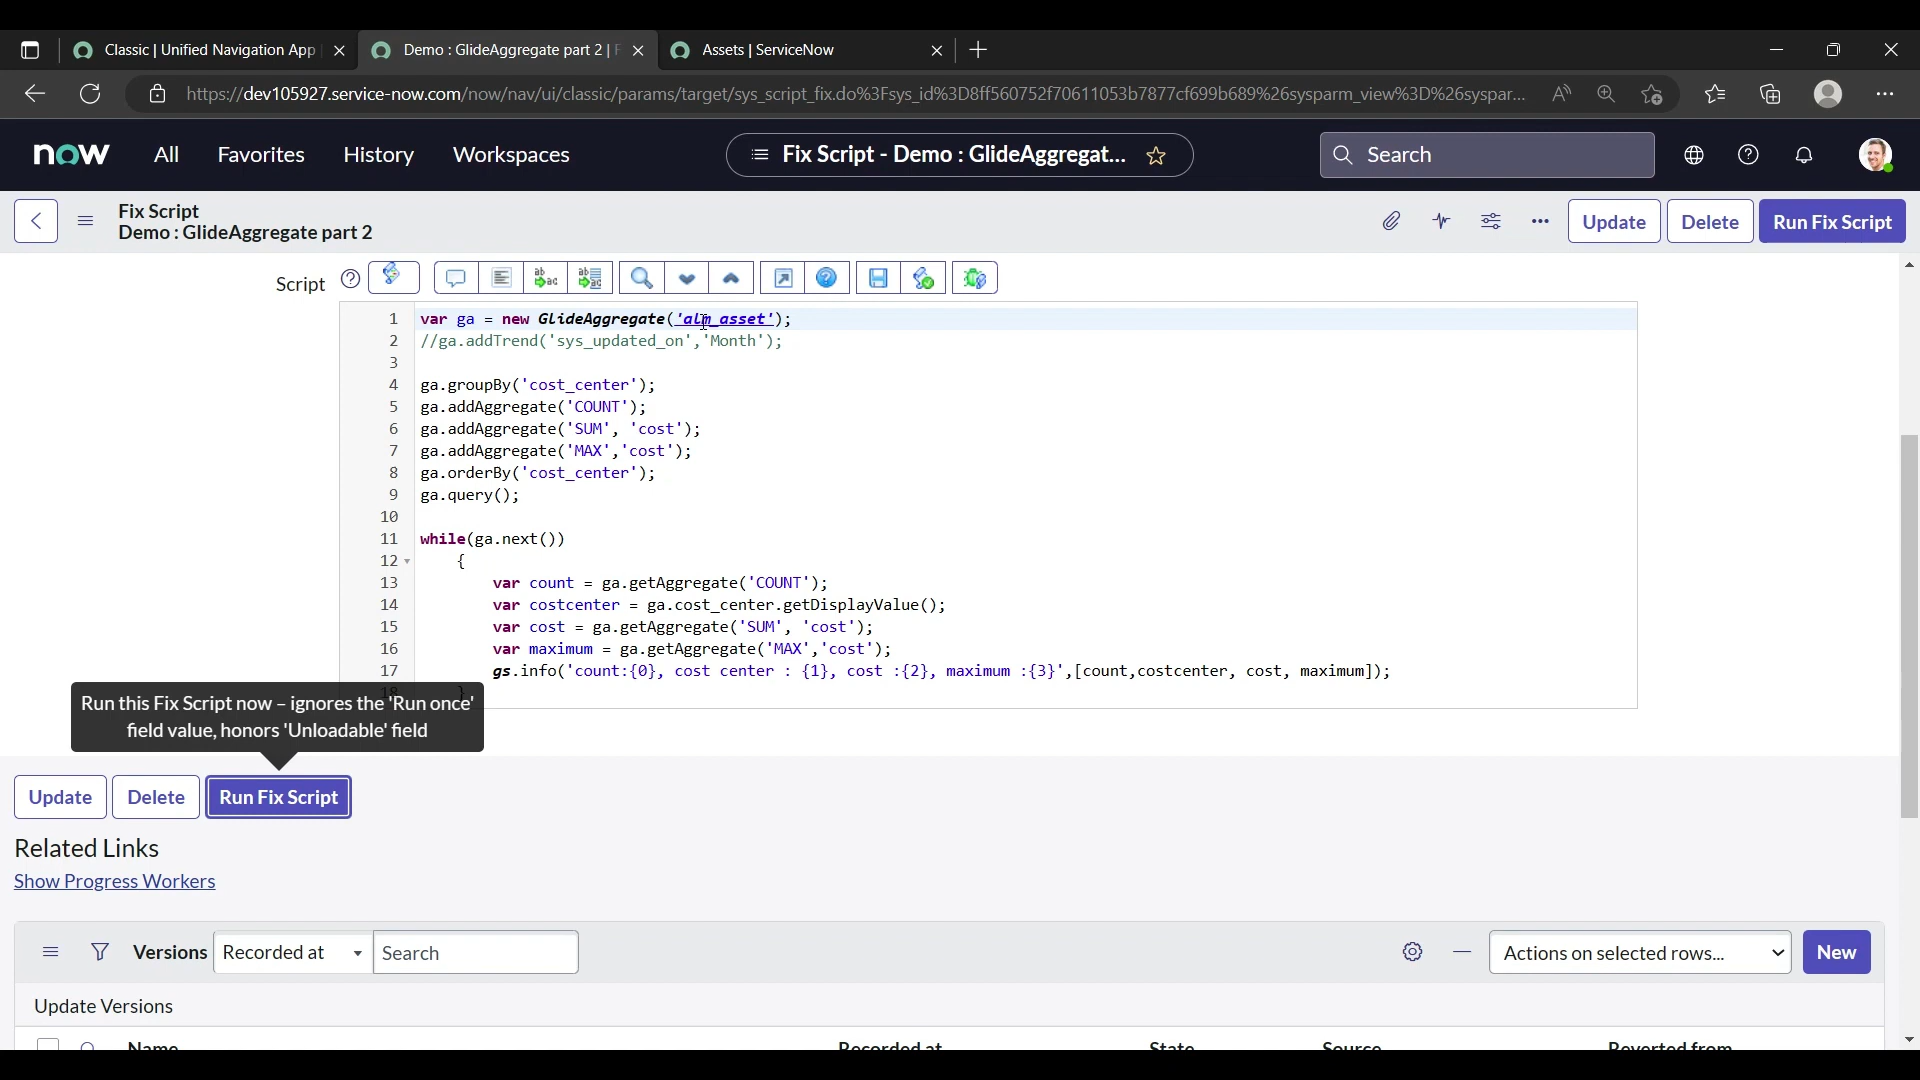 Classic | Unified Navigation App
Demo : GlideAggregate part 2 | F
Assets | ServiceNow
https://dev105927.service-now.com/now/nav/ui/classic/params/target/sys_script_fix.do%3Fsys_id%3D8ff560752f70611053b7877cf699b689%26sysparm_view%3D%26syspar...
now
All
Favorites
History
Workspaces
Fix Script - Demo : GlideAggregat...
Search
Fix Script
Demo : GlideAggregate part 2
Update
Delete
Run Fix Script
Script
1 var ga = new GlideAggregate('alm_asset');
2 //ga.addTrend('sys_updated_on','Month');
3
4 ga.groupBy('cost_center');
5 ga.addAggregate('COUNT');
6 ga.addAggregate('SUM', 'cost');
7 ga.addAggregate('MAX','cost');
8 ga.orderBy('cost_center');
9 ga.query();
10
11 while(ga.next())
12 {
13 var count = ga.getAggregate('COUNT');
14 var costcenter = ga.cost_center.getDisplayValue();
15 var cost = ga.getAggregate('SUM', 'cost');
16 var maximum = ga.getAggregate('MAX','cost');
17 gs.info('count:{0}, cost center : {1}, cost :{2}, maximum :{3}',[count,costcenter, cost, maximum]);
18 }
Run this Fix Script now – ignores the 'Run once'
field value, honors 'Unloadable' field
Update
Delete
Run Fix Script
Related Links
Show Progress Workers
Versions
Recorded at
Search
Actions on selected rows...
New
Update Versions
Name
Recorded at
State
Source
Reverted from